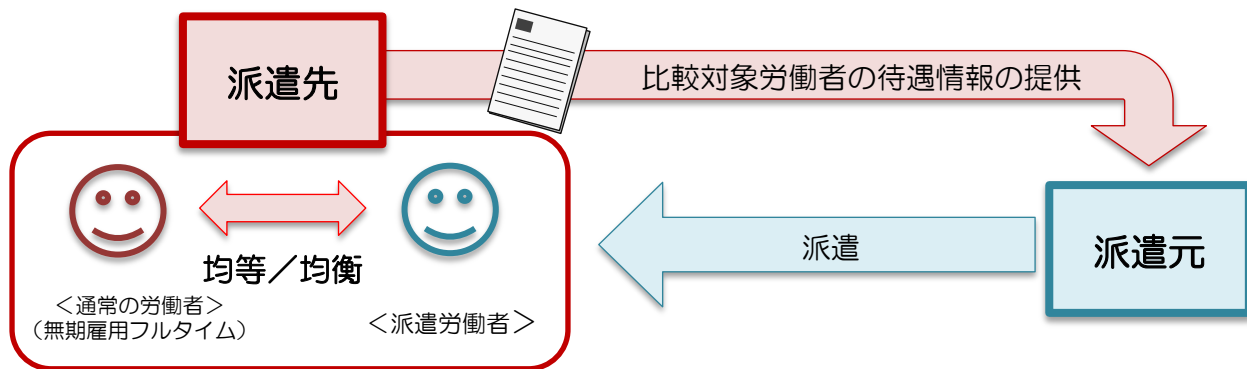 派遣先
比較対象労働者の待遇情報の提供
派遣元
派遣
均等／均衡
＜通常の労働者＞
（無期雇用フルタイム）
＜派遣労働者＞